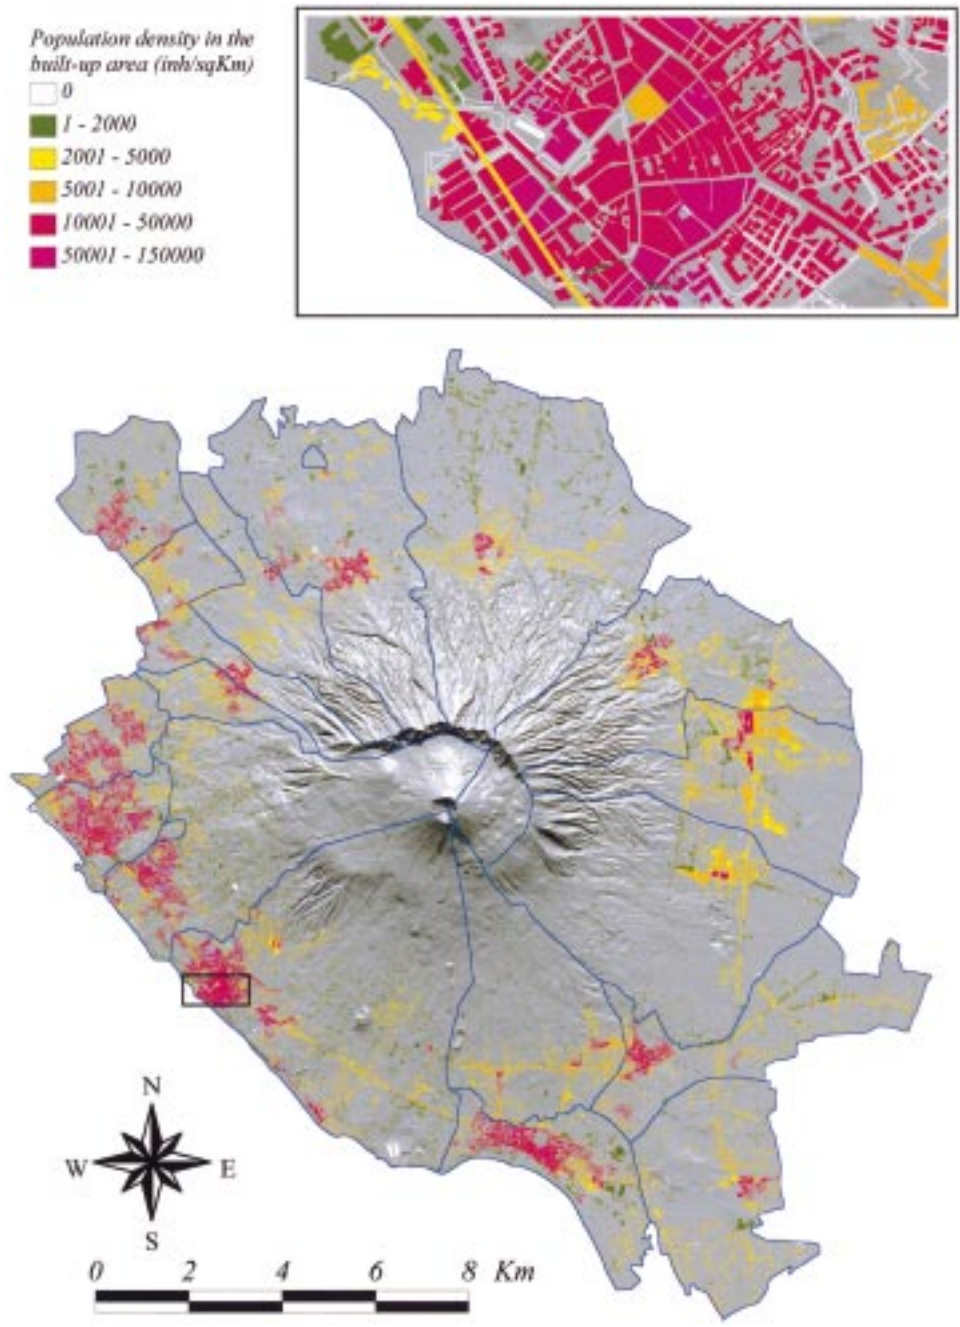 Population density in the
built-up area (inh/sqKm)
0
1 - 2000
2001 - 5000
5001 - 10000
10001 - 50000
50001 - 150000
N
W E
S
0 2 4 6 8 Km